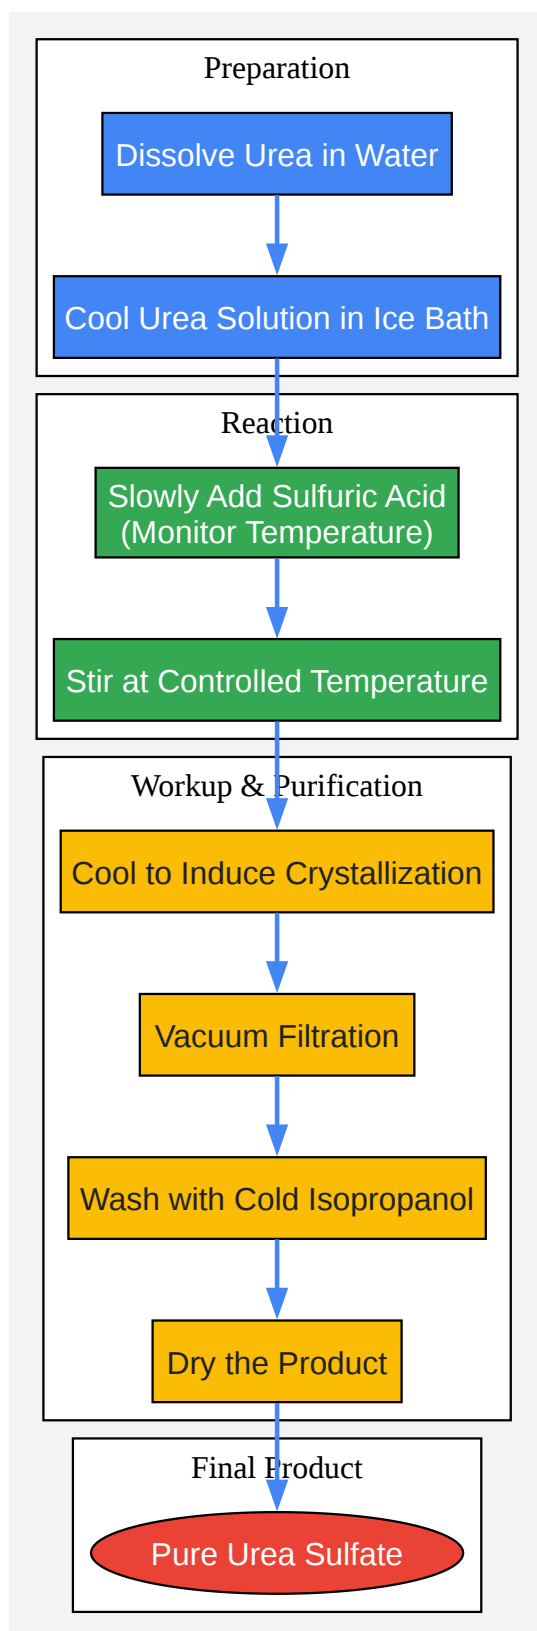 Preparation
Dissolve Urea in Water
Cool Urea Solution in Ice Bath
Reaction
Slowly Add Sulfuric Acid
(Monitor Temperature)
Stir at Controlled Temperature
Workup & Purification
Cool to Induce Crystallization
Vacuum Filtration
Wash with Cold Isopropanol
Dry the Product
Final Product
Pure Urea Sulfate